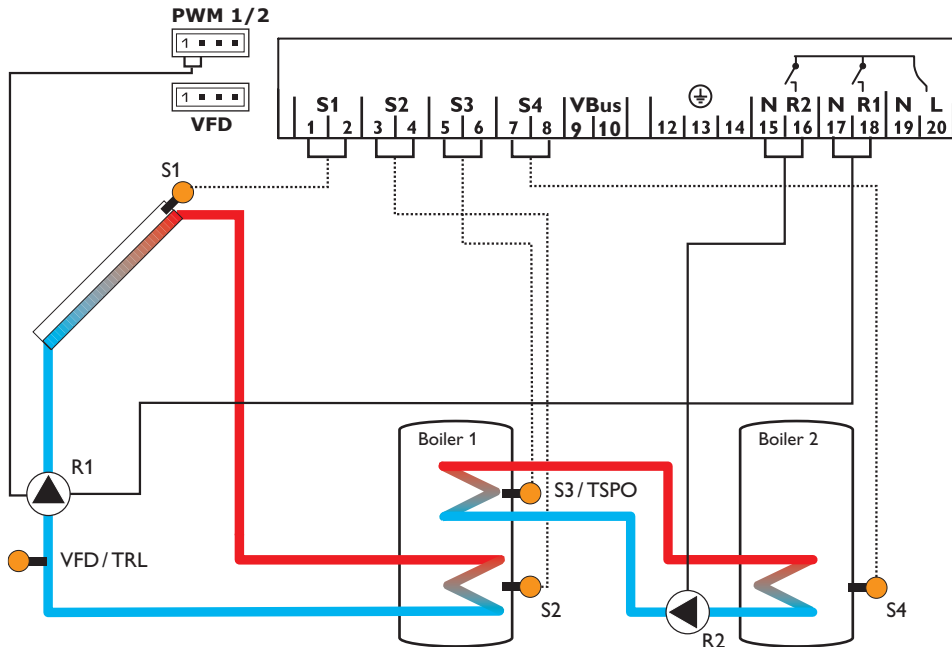 PWM 1/2
1
1
VFD
S1 S2 S3 S4 VBus N R2 N R1 N L
1 2 3 4 5 6 7 8 9 10 12 13 14 15 16 17 18 19 20
S1
R1
VFD / TRL
Boiler 1
Boiler 2
S3 / TSPO
S2
R2
S4